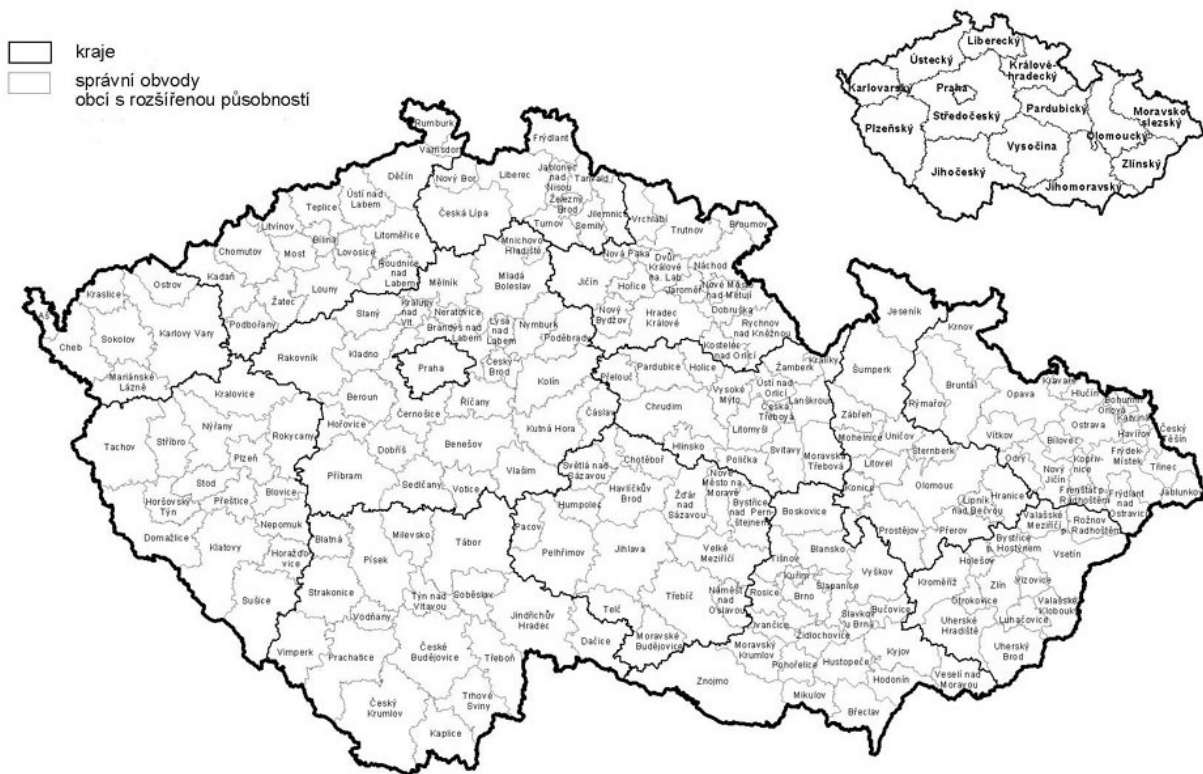 kraje
správní obvody
obcí s rozšířenou působností
Liberecký
Ústecký
Králové-
hradecký
Karlovarský
Praha
Pardubický
Moravsko
slezský
Středočeský
Plzeňský
Olomoucký
Vysočina
Zlínský
Jihočeský
Jihomoravský
Rumburk
Varnsdorf
Frýdlant
Děčín
Nový Bor
Liberec
Jablonec
nad
Nisou
Tanvald
Ústí nad
Labem
Železný
Brod
Česká Lípa
Teplice
Jilemnice
Vrchlabí
Litvínov
Turnov
Semily
Trutnov
Broumov
Bílina
Litoměřice
Mnichovo
Hradiště
Chomutov
Most
Lovosice
Nová Paka
Dvůr
Králové
na. Lab.
Náchod
Kadaň
Roudnice
nad
Labem
Mělník
Mladá
Boleslav
Jičín
Hořice
Jaroměř
Nové Město
nad Metují
Ostrov
Louny
Kraslice
Žatec
Kralupy
nad
Vlt.
Neratovice
Nový
Bydžov
Hradec
Králové
Dobruška
Slaný
Lysá
nad
Labem
Nymburk
Rychnov
nad Kněžnou
Jeseník
Aš
Podbořany
Brandýs nad
Labem
Poděbrady
Krnov
Sokolov
Karlovy Vary
Cheb
Kostelec
nad Orlicí
Rakovník
Kladno
Praha
Český
Brod
Králíky
Šumperk
Mariánské
Lázně
Pardubice
Holice
Žamberk
Přelouč
Kolín
Kralovice
Beroun
Říčany
Vysoké
Mýto
Ústí nad
Orlicí
Lanškroun
Bruntál
Rýmařov
Opava
Kravaře
Hlučín
Bohumín
Orlová
Karviná
Černošice
Chrudim
Česká
Třebová
Čáslav
Hořovice
Kutná Hora
Zábřeh
Ostrava
Havířov
Český
Těšín
Tachov
Stříbro
Nýřany
Rokycany
Litomyšl
Mohelnice
Uničov
Vítkov
Bílovec
Plzeň
Dobříš
Benešov
Hlinsko
Svitavy
Moravská
Třebová
Šternberk
Odry
Kopřiv-
nice
Frýdek-
Místek
Třinec
Polička
Litovel
Nový
Jičín
Příbram
Sedlčany
Votice
Vlašim
Světlá nad
Sázavou
Chotěboř
Olomouc
Stod
Přeštice
Blovice
Havlíčkův
Brod
Nové
Město na
Moravě
Konice
Hranice
Frenštát p.
Radhoštěm
Frýdlant
nad
Ostravicí
Jablunko
Horšovský
Týn
Humpolec
Žďár
nad
Sázavou
Bystřice
nad Pern-
štejnem
Boskovice
Lipník
nad Bečvou
Valašské
Meziříčí
Rožnov p.
Radhoštěm
Nepomuk
Milevsko
Pacov
Prostějov
Přerov
Domažlice
Klatovy
Horažďo-
vice
Blatná
Tábor
Pelhřimov
Jihlava
Velké
Meziříčí
Blansko
Bystřice
p. Hostýnem
Vsetín
Písek
Tišnov
Vyškov
Holešov
Kuřim
Šlapanice
Kroměříž
Zlín
Vizovice
Sušice
Strakonice
Týn nad
Vltavou
Soběslav
Třebíč
Náměšť
nad
Oslavou
Rosice
Brno
Bučovice
Otrokovice
Valašské
Klobouky
Vodňany
Jindřichův
Hradec
Telč
Slavkov
u Brna
Luhačovice
Ivančice
Uherské
Hradiště
Dačice
Moravské
Budějovice
Židlochovice
Vimperk
Prachatice
České
Budějovice
Třeboň
Moravský
Krumlov
Pohořelice
Hustopeče
Kyjov
Uherský
Brod
Znojmo
Hodonín
Veselí nad
Moravou
Český
Krumlov
Trhové
Sviny
Mikulov
Břeclav
Kaplice